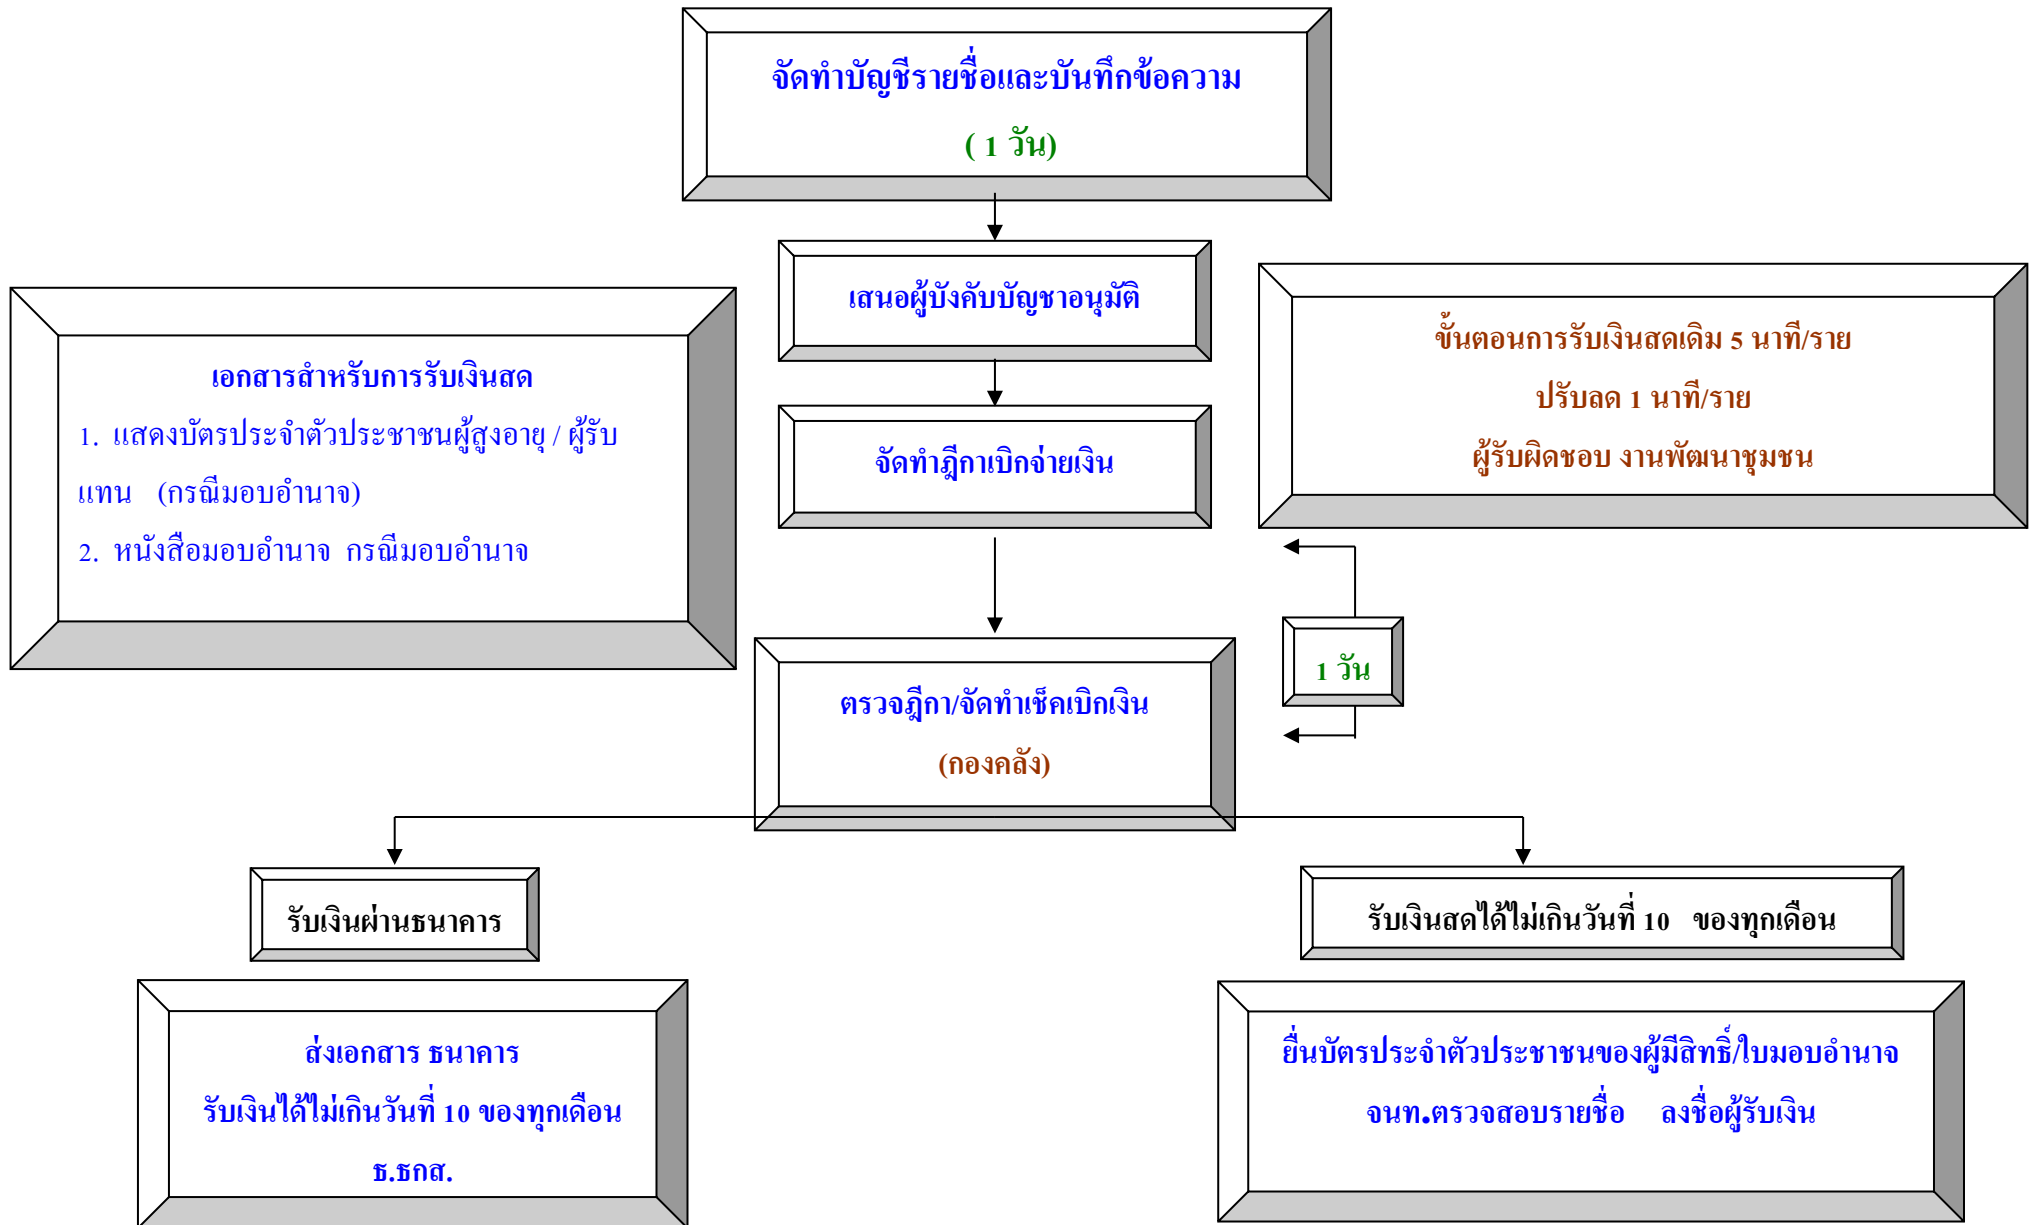 จัดทำบัญชีรายชื่อและบันทึกข้อความ
( 1 วัน)
เสนอผู้บังคับบัญชาอนุมัติ
เอกสารสำหรับการรับเงินสด
1. แสดงบัตรประจำตัวประชาชนผู้สูงอายุ / ผู้รับ
แทน (กรณีมอบอำนาจ)
2. หนังสือมอบอำนาจ กรณีมอบอำนาจ
ขั้นตอนการรับเงินสดเดิม 5 นาที/ราย
ปรับลด 1 นาที/ราย
ผู้รับผิดชอบ งานพัฒนาชุมชน
จัดทำฎีกาเบิกจ่ายเงิน
1 วัน
ตรวจฎีกา/จัดทำเช็คเบิกเงิน
(กองคลัง)
รับเงินผ่านธนาคาร
รับเงินสดได้ไม่เกินวันที่ 10 ของทุกเดือน
ส่งเอกสาร ธนาคาร
รับเงินได้ไม่เกินวันที่ 10 ของทุกเดือน
ธ.ธกส.
ยื่นบัตรประจำตัวประชาชนของผู้มีสิทธิ์/ใบมอบอำนาจ
จนท.ตรวจสอบรายชื่อ ลงชื่อผู้รับเงิน